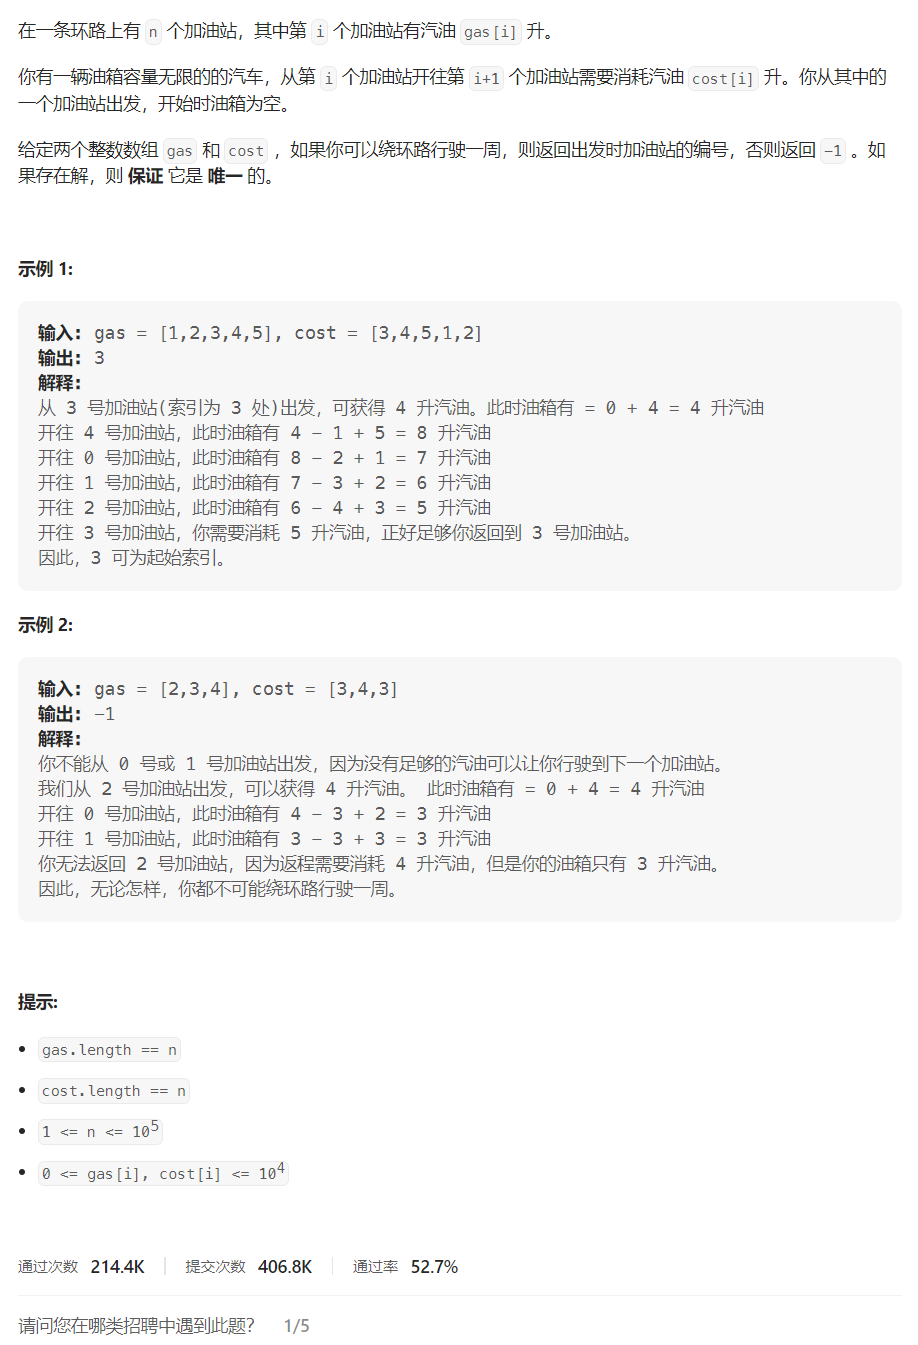 在一条环路上有 n 个加油站，其中第 i 个加油站有汽油 gas[i] 升。
你有一辆油箱容量无限的的汽车，从第 i 个加油站开往第 i+1 个加油站需要消耗汽油 cost[i] 升。你从其中的
一个加油站出发，开始时油箱为空。
给定两个整数数组 gas 和 cost ，如果你可以绕环路行驶一周，则返回出发时加油站的编号，否则返回 -1 。如
果存在解，则 保证 它是 唯一 的。
示例 1:
输入: gas = [1,2,3,4,5], cost = [3,4,5,1,2]
输出: 3
解释:
从 3 号加油站(索引为 3 处)出发，可获得 4 升汽油。此时油箱有 = 0 + 4 = 4 升汽油
开往 4 号加油站，此时油箱有 4 - 1 + 5 = 8 升汽油
开往 0 号加油站，此时油箱有 8 - 2 + 1 = 7 升汽油
开往 1 号加油站，此时油箱有 7 - 3 + 2 = 6 升汽油
开往 2 号加油站，此时油箱有 6 - 4 + 3 = 5 升汽油
开往 3 号加油站，你需要消耗 5 升汽油，正好足够你返回到 3 号加油站。
因此，3 可为起始索引。
示例 2:
输入: gas = [2,3,4], cost = [3,4,3]
输出: -1
解释:
你不能从 0 号或 1 号加油站出发，因为没有足够的汽油可以让你行驶到下一个加油站。
我们从 2 号加油站出发，可以获得 4 升汽油。 此时油箱有 = 0 + 4 = 4 升汽油
开往 0 号加油站，此时油箱有 4 - 3 + 2 = 3 升汽油
开往 1 号加油站，此时油箱有 3 - 3 + 3 = 3 升汽油
你无法返回 2 号加油站，因为返程需要消耗 4 升汽油，但是你的油箱只有 3 升汽油。
因此，无论怎样，你都不可能绕环路行驶一周。
提示:
• gas.length == n
• cost.length == n
• 1 <= n <= 10⁵
• 0 <= gas[i], cost[i] <= 10⁴
通过次数 214.4K 提交次数 406.8K 通过率 52.7%
请问您在哪类招聘中遇到此题？ 1/5